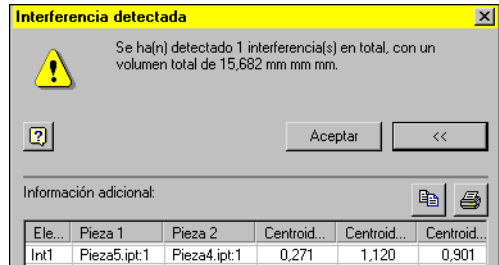 Interferencia detectada
Se ha(n) detectado 1 interferencia(s) en total, con un
volumen total de 15,682 mm mm mm.
Aceptar <<
Información adicional:
Ele... Pieza 1 Pieza 2 Centroid... Centroid... Centroid...
Int1 Pieza5.ipt:1 Pieza4.ipt:1 0,271 1,120 0,901